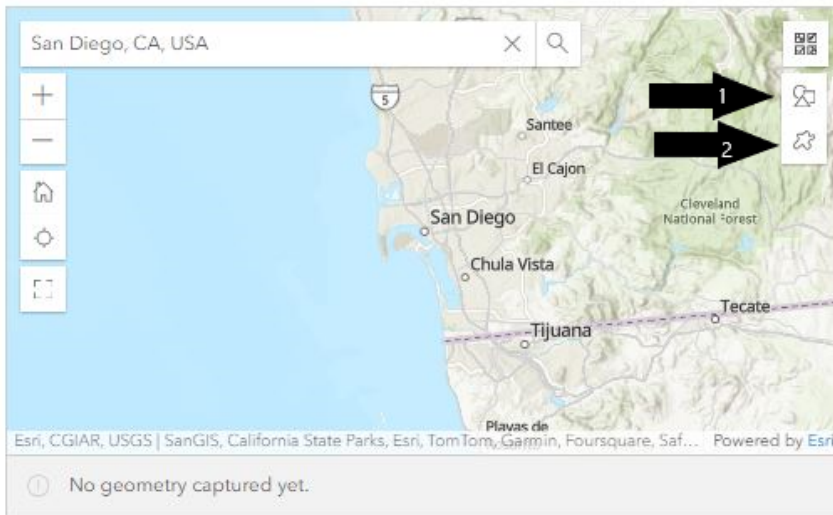 San Diego, CA, USA
1
5
Santee
2
El Cajon
Cleveland
National Forest
San Diego
Chula Vista
Tecate
Tijuana
Playas de
Esri, CGIAR, USGS | SanGIS, California State Parks, Esri, TomTom, Garmin, Foursquare, Saf... Powered by Esri
No geometry captured yet.